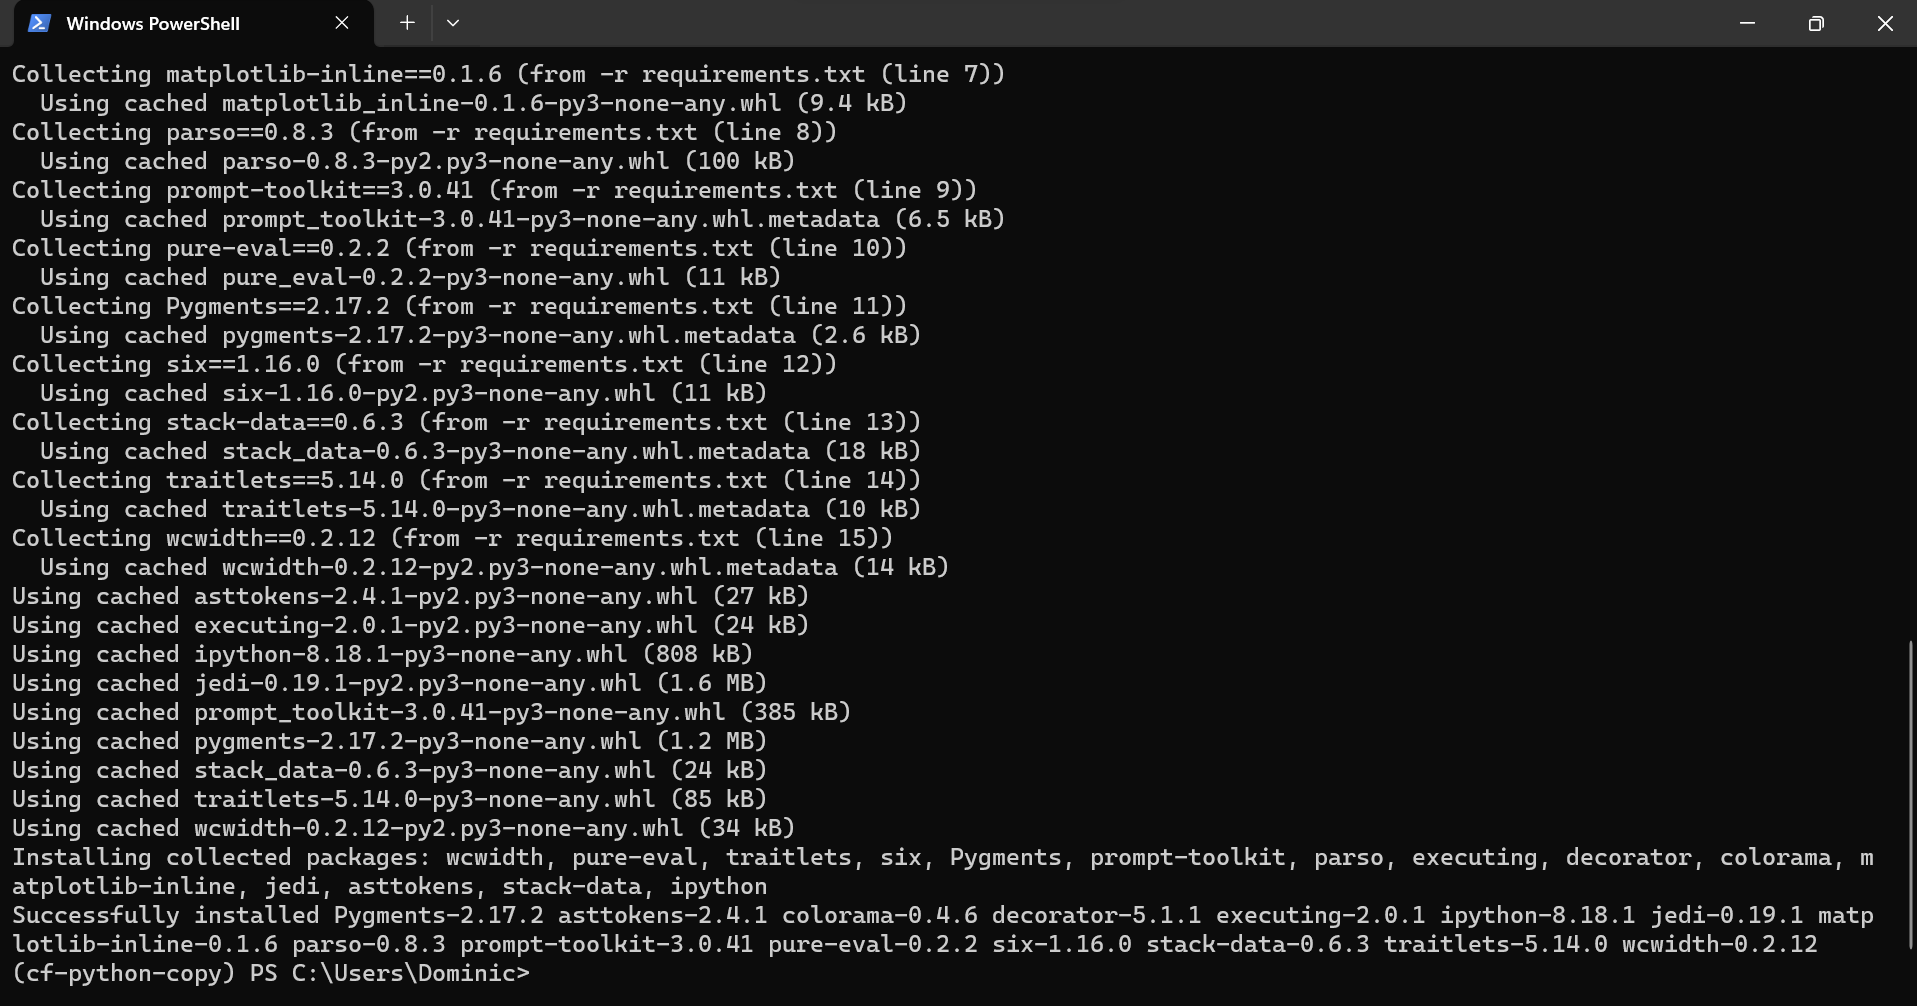 Windows PowerShell
Collecting matplotlib-inline==0.1.6 (from -r requirements.txt (line 7))
  Using cached matplotlib_inline-0.1.6-py3-none-any.whl (9.4 kB)
Collecting parso==0.8.3 (from -r requirements.txt (line 8))
  Using cached parso-0.8.3-py2.py3-none-any.whl (100 kB)
Collecting prompt-toolkit==3.0.41 (from -r requirements.txt (line 9))
  Using cached prompt_toolkit-3.0.41-py3-none-any.whl.metadata (6.5 kB)
Collecting pure-eval==0.2.2 (from -r requirements.txt (line 10))
  Using cached pure_eval-0.2.2-py3-none-any.whl (11 kB)
Collecting Pygments==2.17.2 (from -r requirements.txt (line 11))
  Using cached pygments-2.17.2-py3-none-any.whl.metadata (2.6 kB)
Collecting six==1.16.0 (from -r requirements.txt (line 12))
  Using cached six-1.16.0-py2.py3-none-any.whl (11 kB)
Collecting stack-data==0.6.3 (from -r requirements.txt (line 13))
  Using cached stack_data-0.6.3-py3-none-any.whl.metadata (18 kB)
Collecting traitlets==5.14.0 (from -r requirements.txt (line 14))
  Using cached traitlets-5.14.0-py3-none-any.whl.metadata (10 kB)
Collecting wcwidth==0.2.12 (from -r requirements.txt (line 15))
  Using cached wcwidth-0.2.12-py2.py3-none-any.whl.metadata (14 kB)
Using cached asttokens-2.4.1-py2.py3-none-any.whl (27 kB)
Using cached executing-2.0.1-py2.py3-none-any.whl (24 kB)
Using cached ipython-8.18.1-py3-none-any.whl (808 kB)
Using cached jedi-0.19.1-py2.py3-none-any.whl (1.6 MB)
Using cached prompt_toolkit-3.0.41-py3-none-any.whl (385 kB)
Using cached pygments-2.17.2-py3-none-any.whl (1.2 MB)
Using cached stack_data-0.6.3-py3-none-any.whl (24 kB)
Using cached traitlets-5.14.0-py3-none-any.whl (85 kB)
Using cached wcwidth-0.2.12-py2.py3-none-any.whl (34 kB)
Installing collected packages: wcwidth, pure-eval, traitlets, six, Pygments, prompt-toolkit, parso, executing, decorator, colorama, m
atplotlib-inline, jedi, asttokens, stack-data, ipython
Successfully installed Pygments-2.17.2 asttokens-2.4.1 colorama-0.4.6 decorator-5.1.1 executing-2.0.1 ipython-8.18.1 jedi-0.19.1 matp
lotlib-inline-0.1.6 parso-0.8.3 prompt-toolkit-3.0.41 pure-eval-0.2.2 six-1.16.0 stack-data-0.6.3 traitlets-5.14.0 wcwidth-0.2.12
(cf-python-copy) PS C:\Users\Dominic>